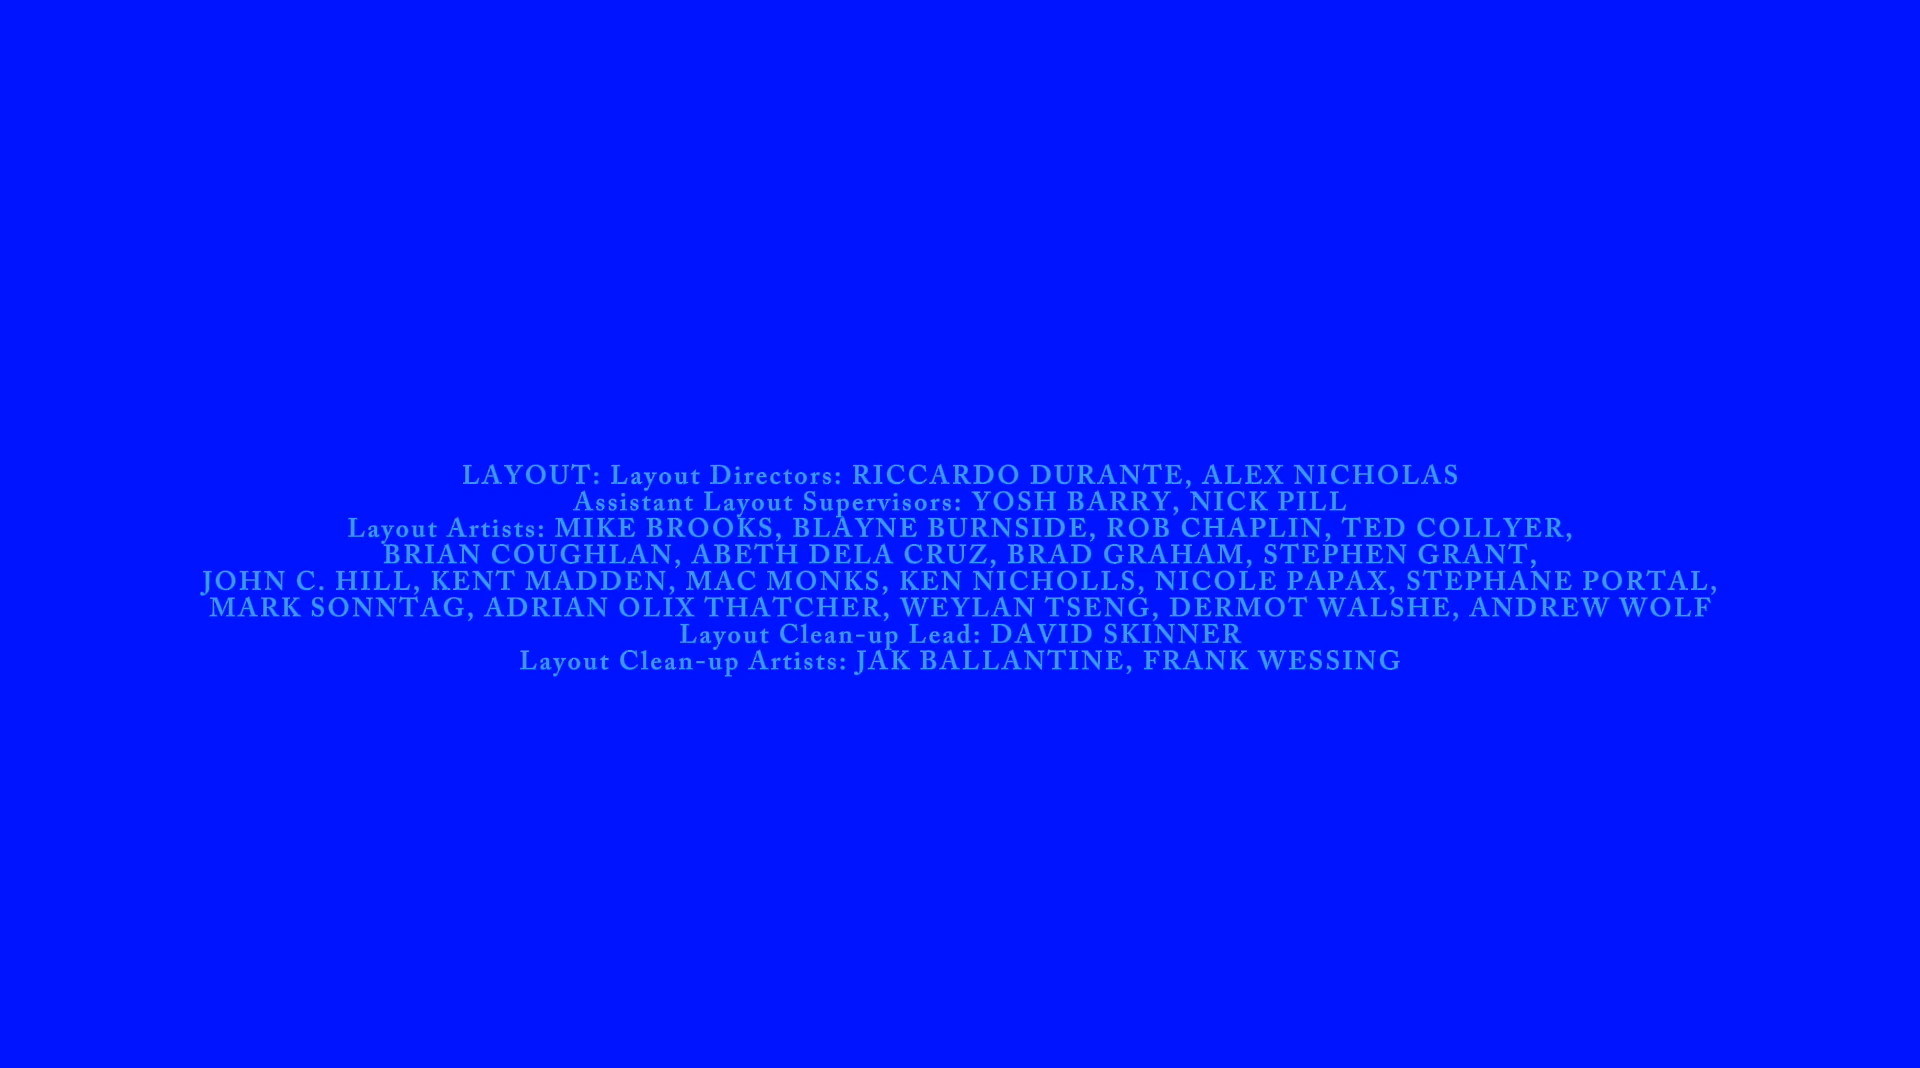 LAYOUT: Layout Directors: RICCARDO DURANTE, ALEX NICHOLAS
Assistant Layout Supervisors: YOSH BARRY, NICK PILL
Layout Artists: MIKE BROOKS, BLAYNE BURNSIDE, ROB CHAPLIN, TED COLLYER,
BRIAN COUGHLAN, ABETH DELA CRUZ, BRAD GRAHAM, STEPHEN GRANT,
JOHN C. HILL, KENT MADDEN, MAC MONKS, KEN NICHOLLS, NICOLE PAPAX, STEPHANE PORTAL,
MARK SONNTAG, ADRIAN OLIX THATCHER, WEYLAN TSENG, DERMOT WALSHE, ANDREW WOLF
Layout Clean-up Lead: DAVID SKINNER
Layout Clean-up Artists: JAK BALLANTINE, FRANK WESSING